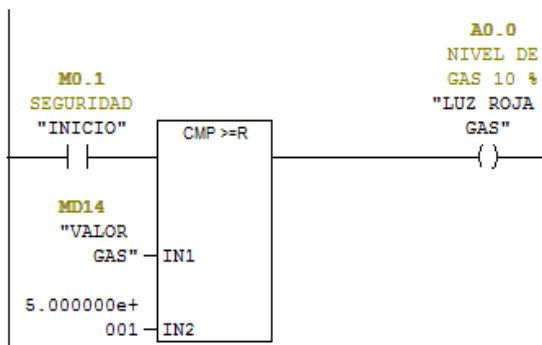 A0.0
NIVEL DE
GAS 10 %
"LUZ ROJA
GAS"
M0.1
SEGURIDAD
"INICIO"
CMP >=R
MD14
"VALOR
GAS"
IN1
5.000000e+
001
IN2